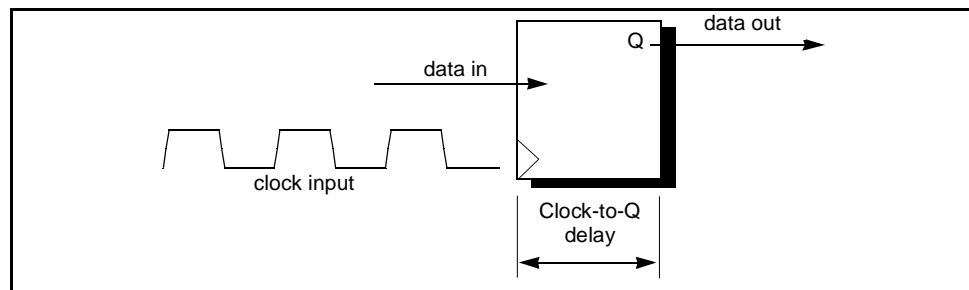 data out
Q
data in
clock input
Clock-to-Q
delay